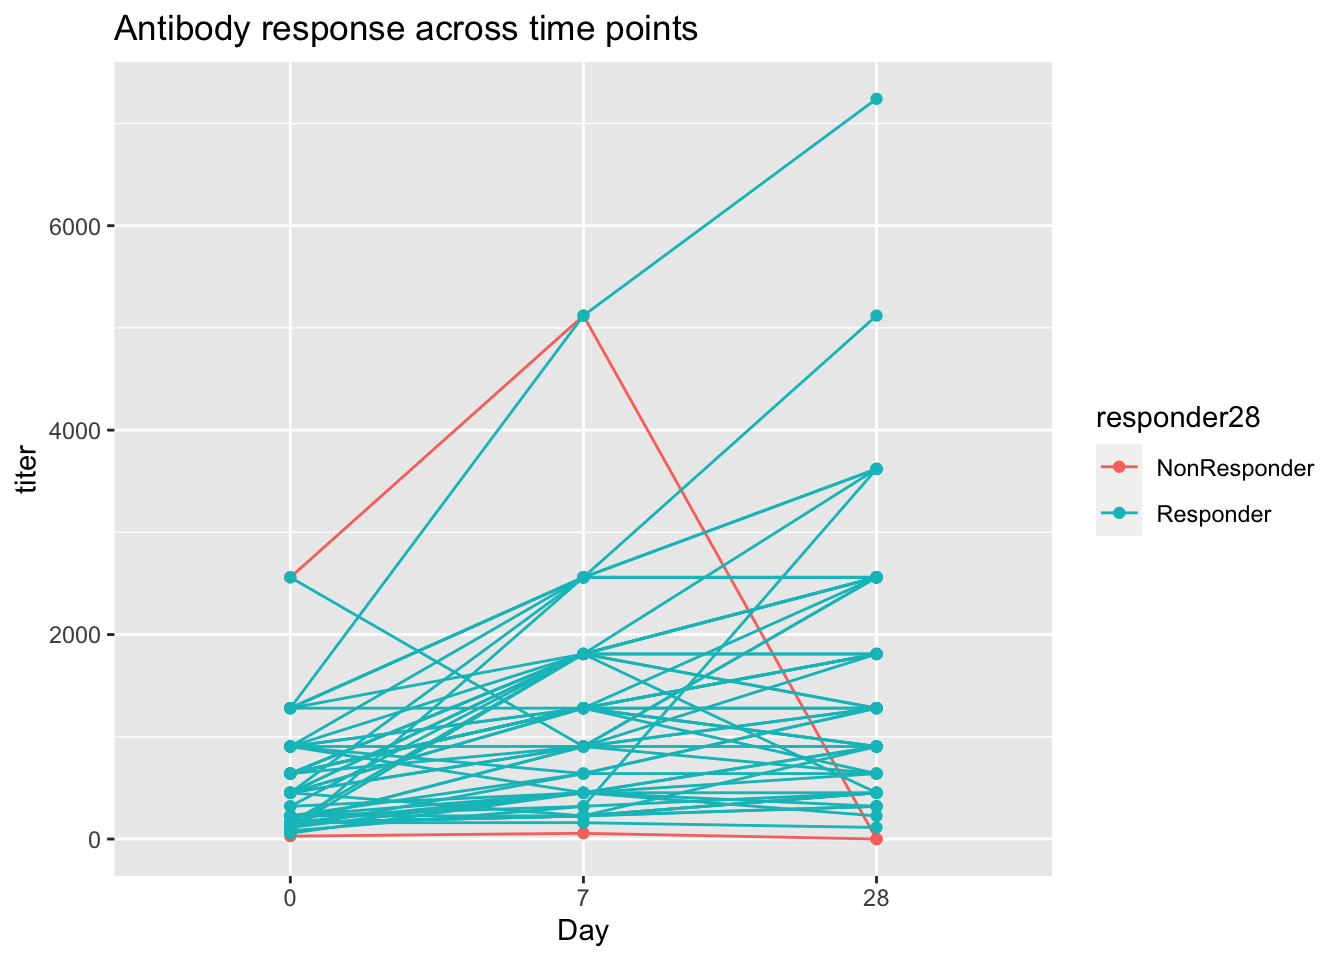 Antibody response across time points
titer
6000
4000
2000
0
0 7 28
Day
responder28
NonResponder
Responder